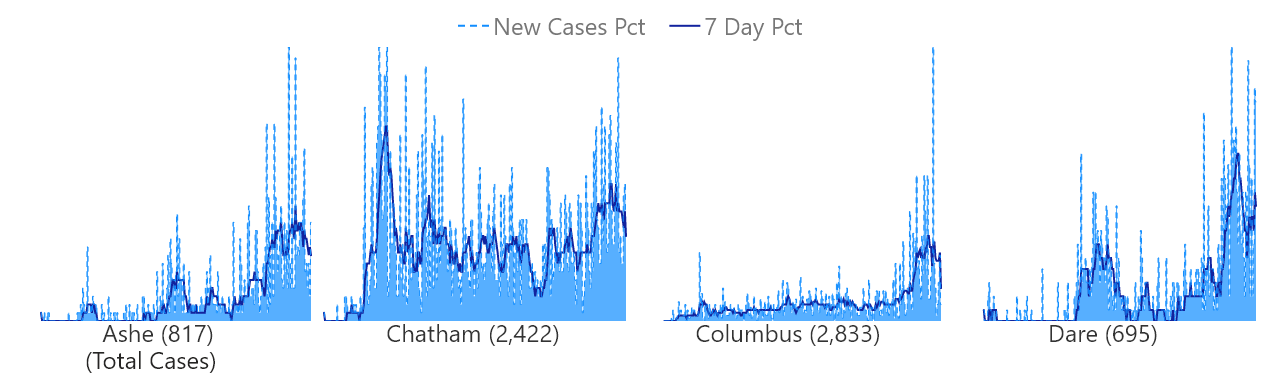 New Cases Pct 7 Day Pct
Ashe (817) Chatham (2,422) Columbus (2,833) Dare (695)
(Total Cases)